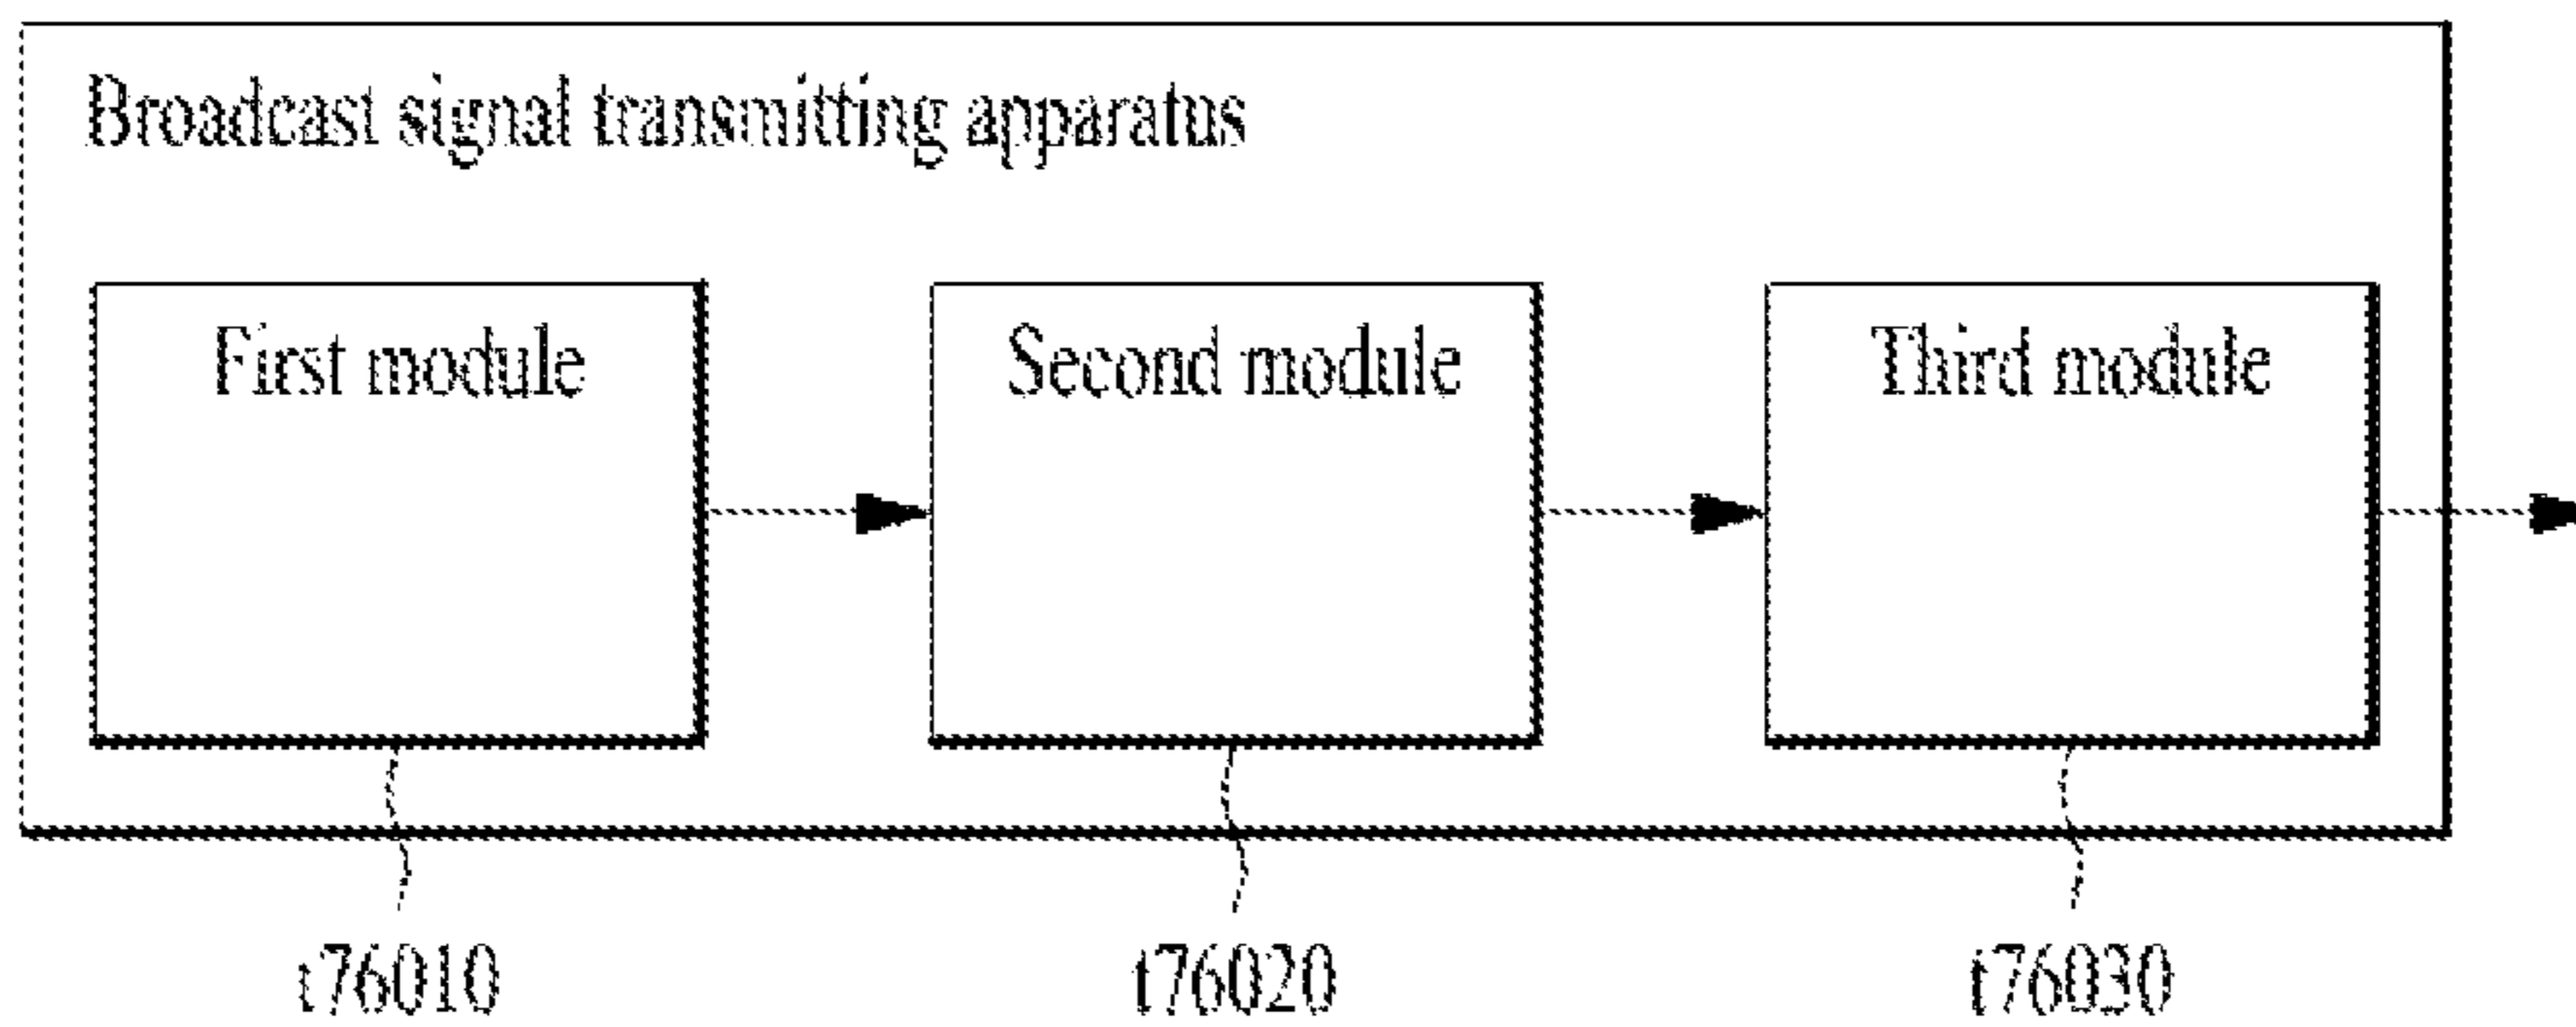 Broadcast signal transmitting apparatus
First module
Second module
Third module
t76010
t76020
t76030